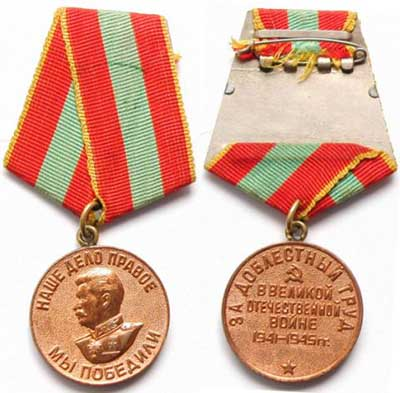 НАШЕ ДЕЛО ПРАВОЕ
МЫ ПОБЕДИЛИ
ЗА ДОБЛЕСТНЫЙ ТРУД
В ВЕЛИКОЙ
ОТЕЧЕСТВЕННОЙ
ВОЙНЕ
1941-1945гг.